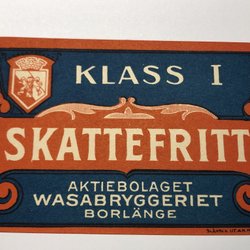 KLASS I
SKATTEFRITT
AKTIEBOLAGET
WASABRYGGERIET
BORLÄNGE